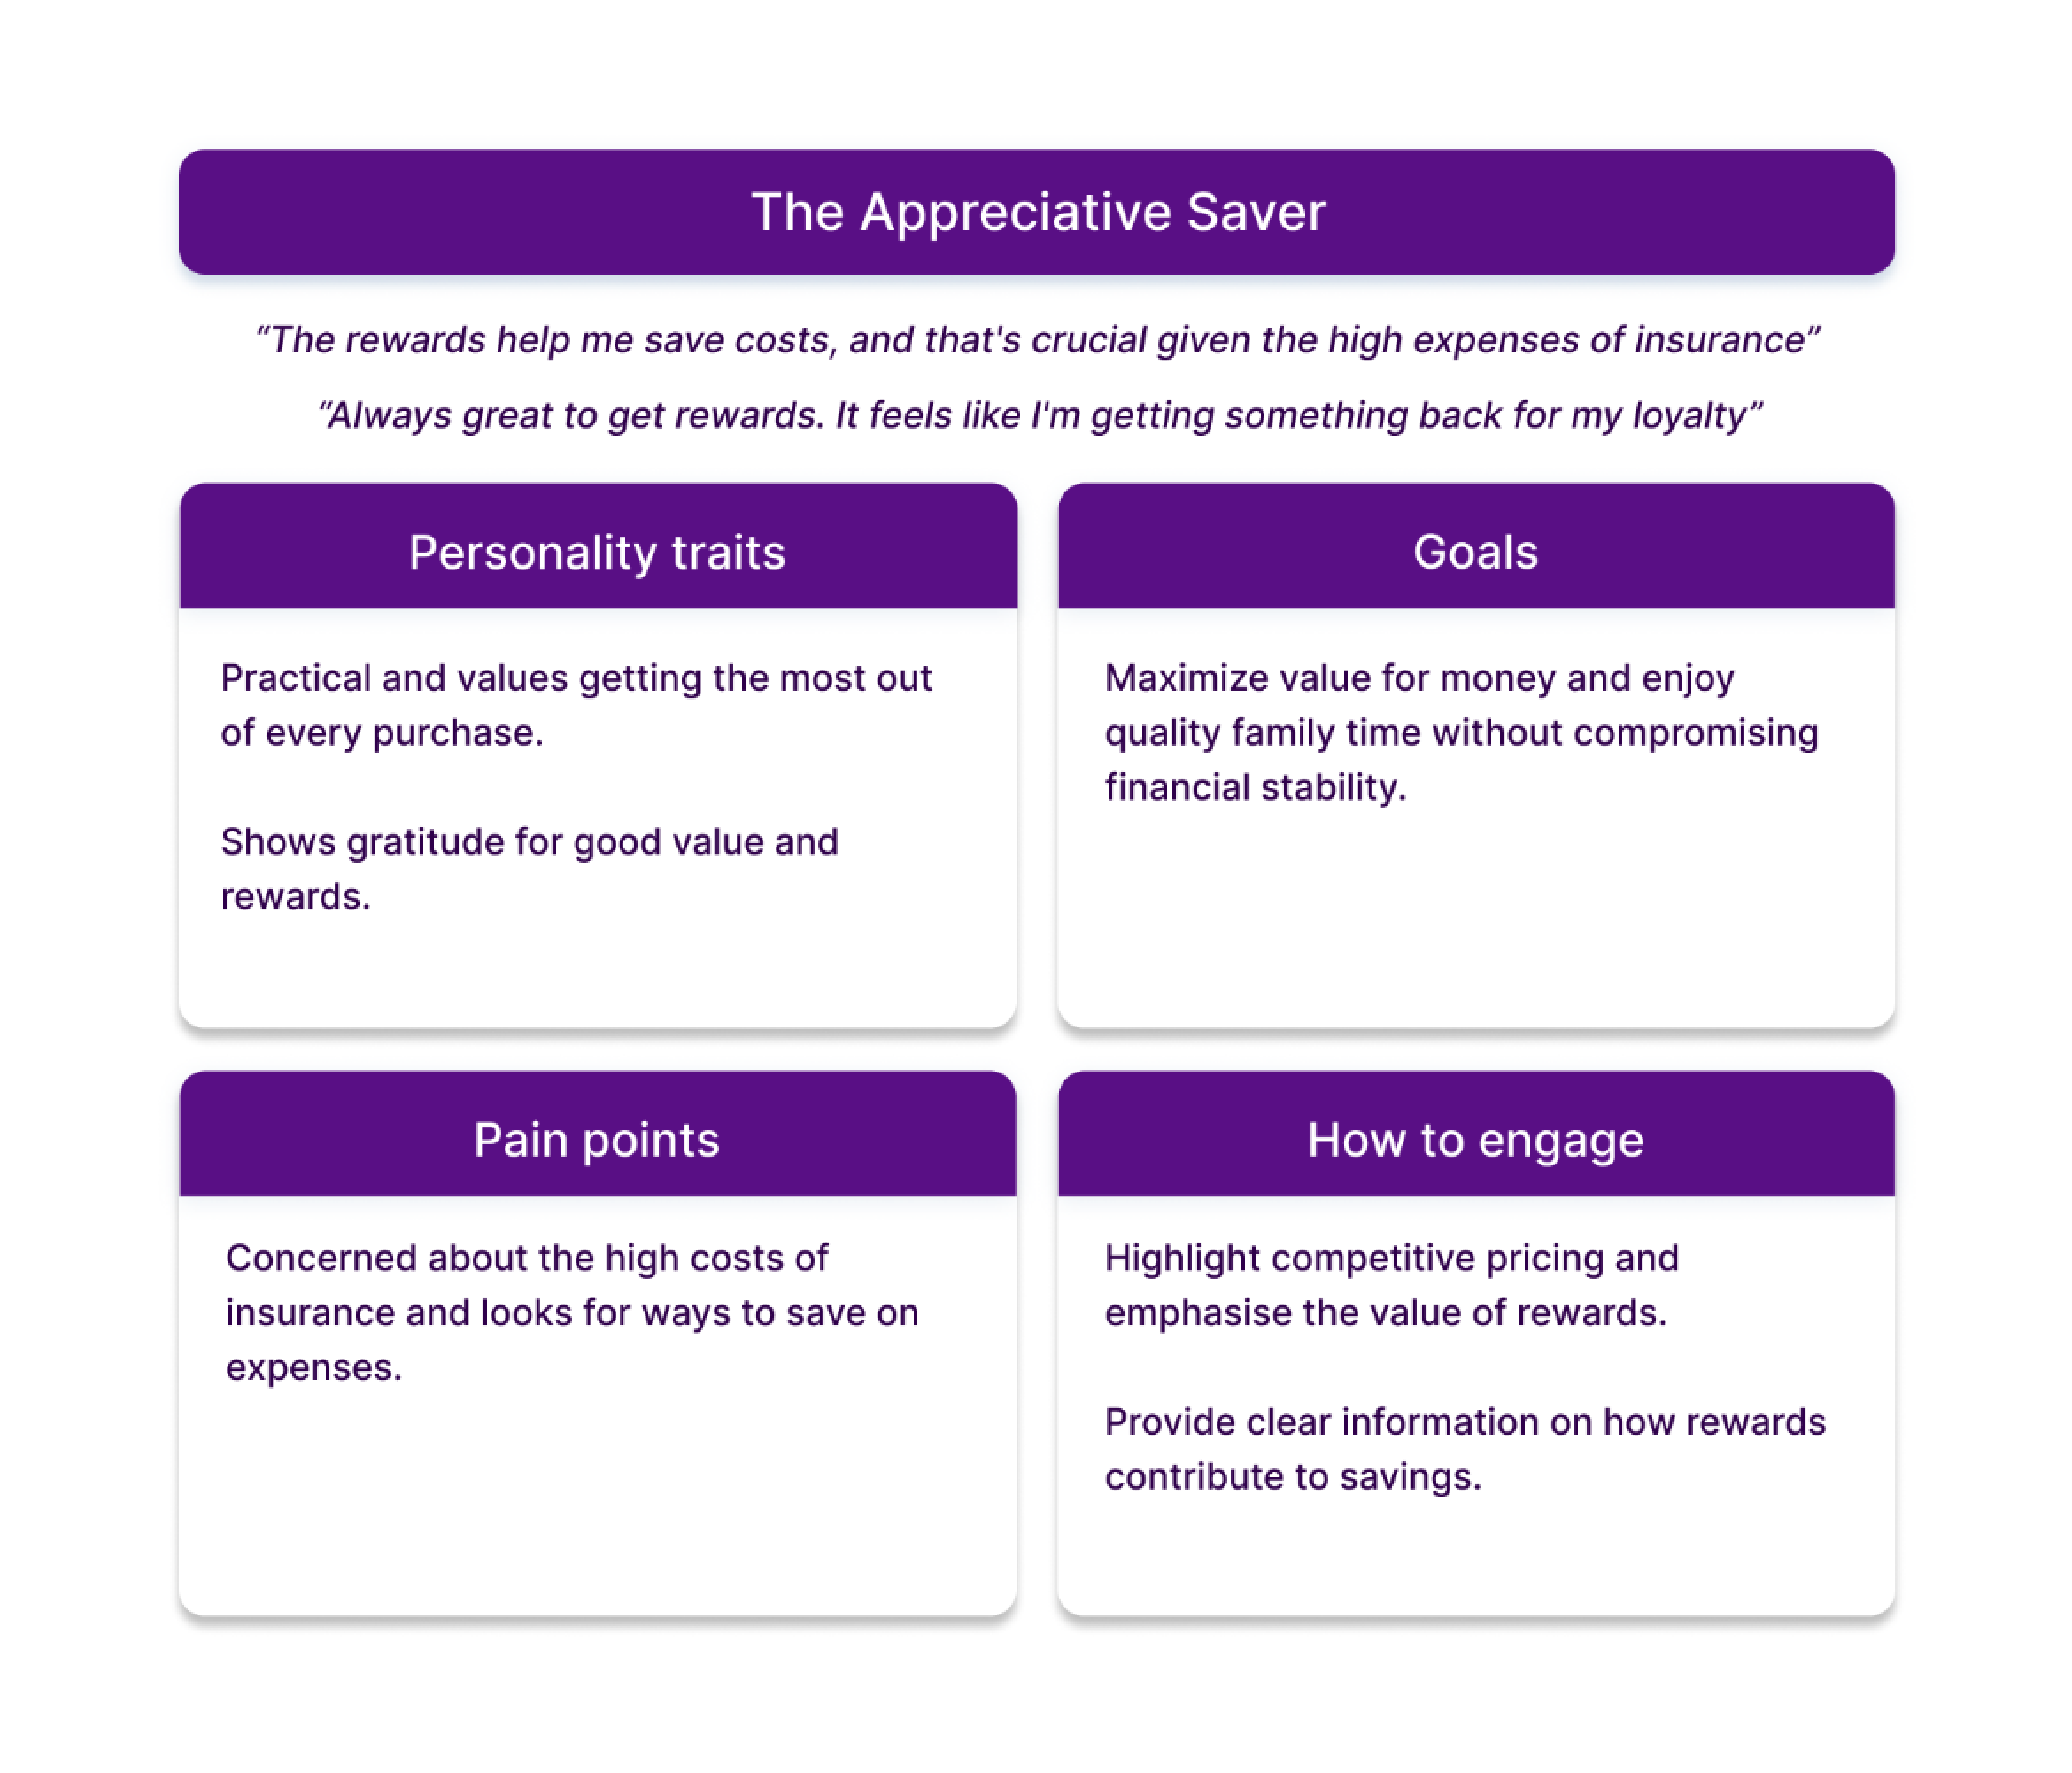 The Appreciative Saver
“The rewards help me save costs, and that's crucial given the high expenses of insurance”
“Always great to get rewards. It feels like I'm getting something back for my loyalty”
Personality traits
Practical and values getting the most out
of every purchase.
Shows gratitude for good value and
rewards.
Goals
Maximize value for money and enjoy
quality family time without compromising
financial stability.
Pain points
Concerned about the high costs of
insurance and looks for ways to save on
expenses.
How to engage
Highlight competitive pricing and
emphasise the value of rewards.
Provide clear information on how rewards
contribute to savings.